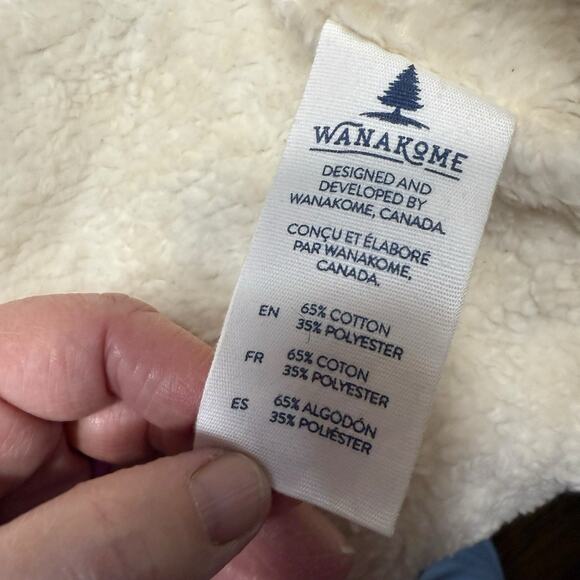 WANAKOME
DESIGNED AND
DEVELOPED BY
WANAKOME, CANADA.
CONÇU ET ÉLABORÉ
PAR WANAKOME,
CANADA.
EN 65% COTTON
35% POLYESTER
FR 65% COTON
35% POLYESTER
ES 65% ALGODÓN
35% POLIÉSTER